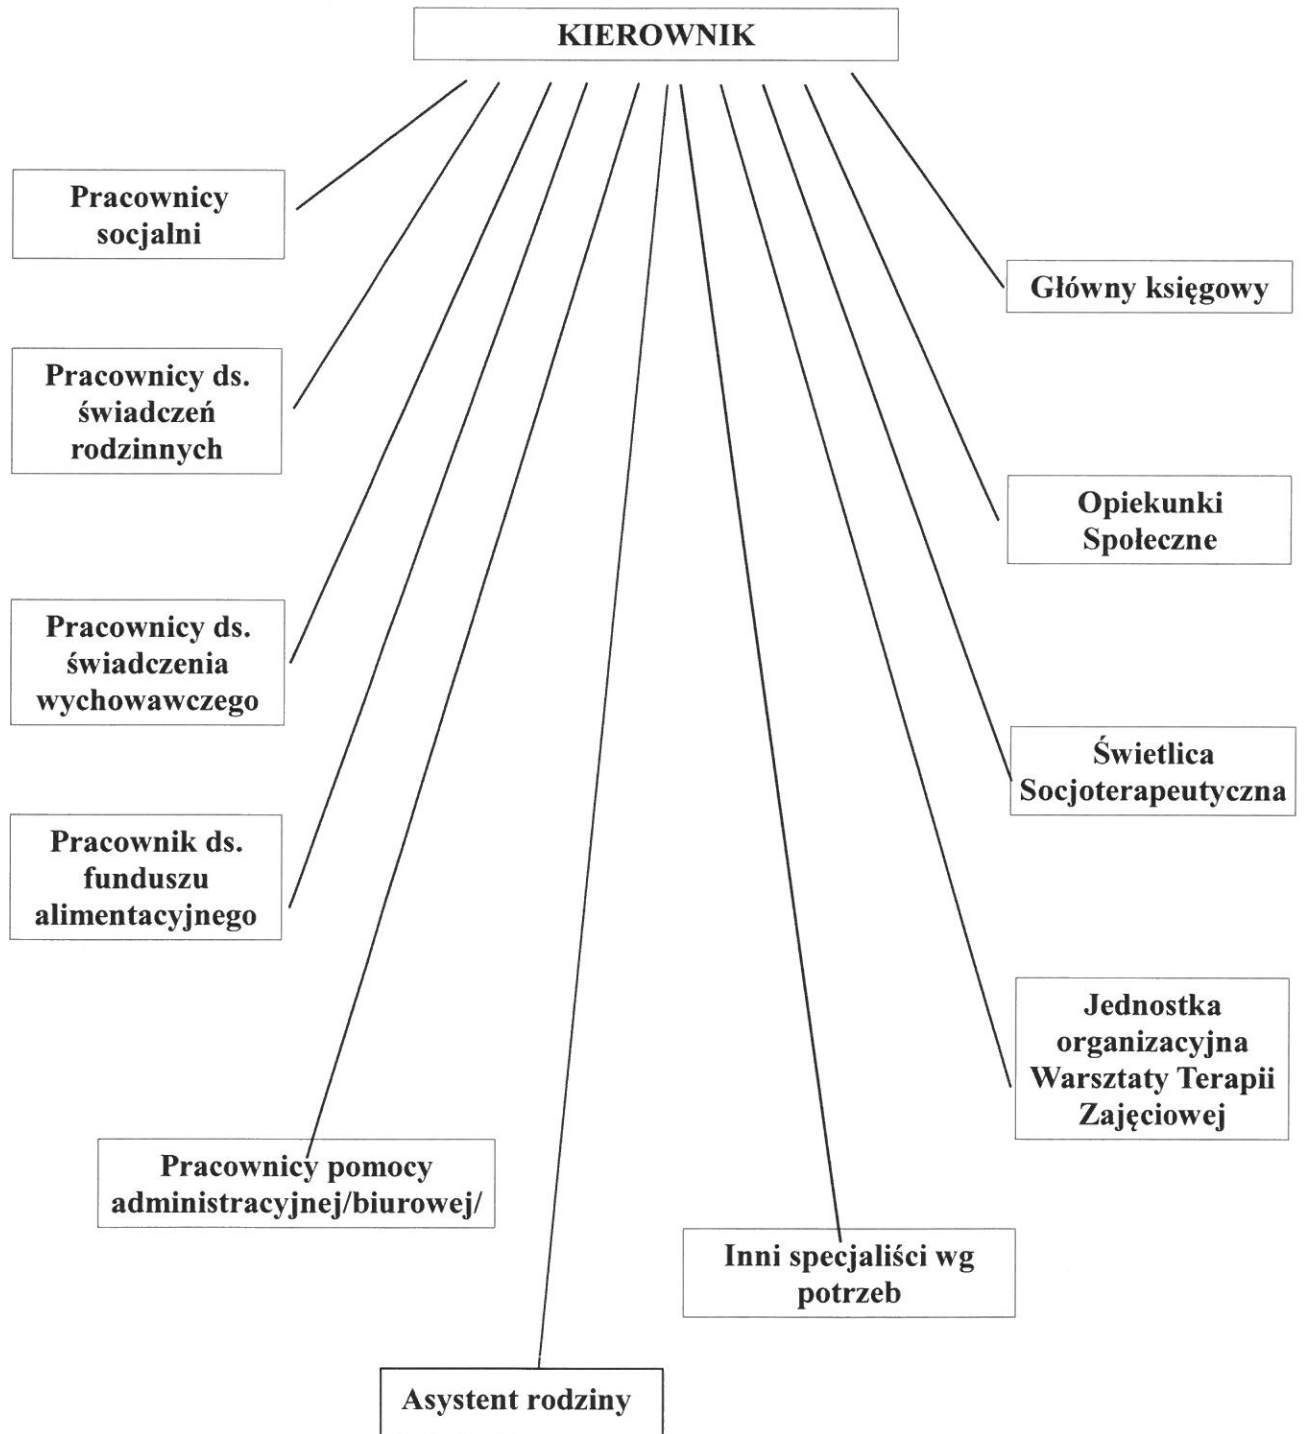 KIEROWNIK
Pracownicy
socjalni
Główny księgowy
Pracownicy ds.
świadczeń
rodzinnych
Opiekunki
Społeczne
Pracownicy ds.
świadczenia
wychowawczego
Świetlica
Socjoterapeutyczna
Pracownik ds.
funduszu
alimentacyjnego
Jednostka
organizacyjna
Warsztaty Terapii
Zajęciowej
Pracownicy pomocy
administracyjnej/biurowej/
Inni specjaliści wg
potrzeb
Asystent rodziny